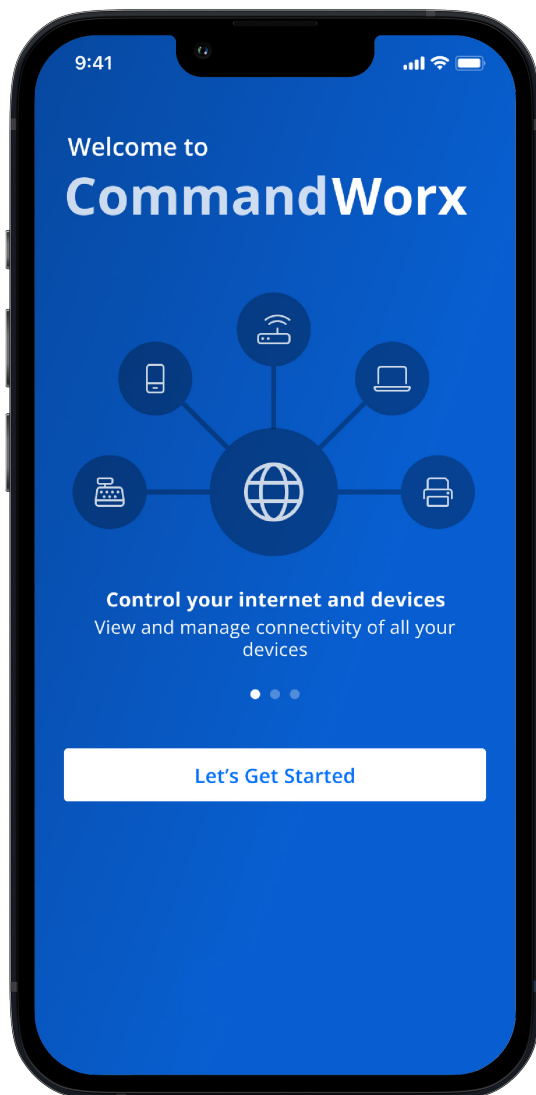 9:41
Welcome to
CommandWorx
Control your internet and devices
View and manage connectivity of all your
devices
Let’s Get Started